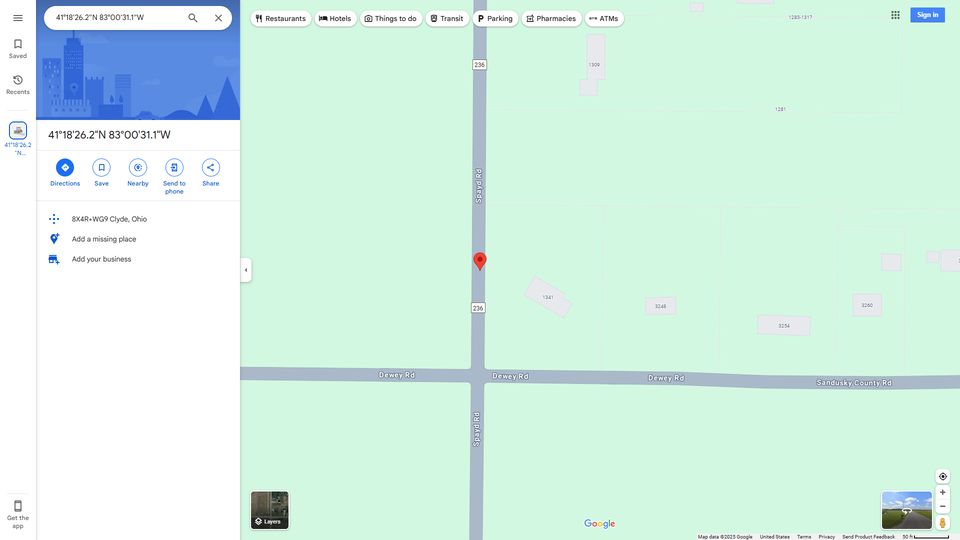 41°18'26.2"N 83°00'31.1"W
Restaurants
Hotels
Things to do
Transit
Parking
Pharmacies
ATMs
Sign in
Saved
Recents
41°18'26.2
"N...
41°18'26.2"N 83°00'31.1"W
Directions
Save
Nearby
Send to
phone
Share
8X4R+WG9 Clyde, Ohio
Add a missing place
Add your business
Get the
app
1283-1317
236
1309
1281
Spayd Rd
1341
3248
3254
3260
236
Dewey Rd
Dewey Rd
Dewey Rd
Sandusky County Rd
Spayd Rd
Layers
Google
Map data ©2025 Google
United States
Terms
Privacy
Send Product Feedback
50 ft